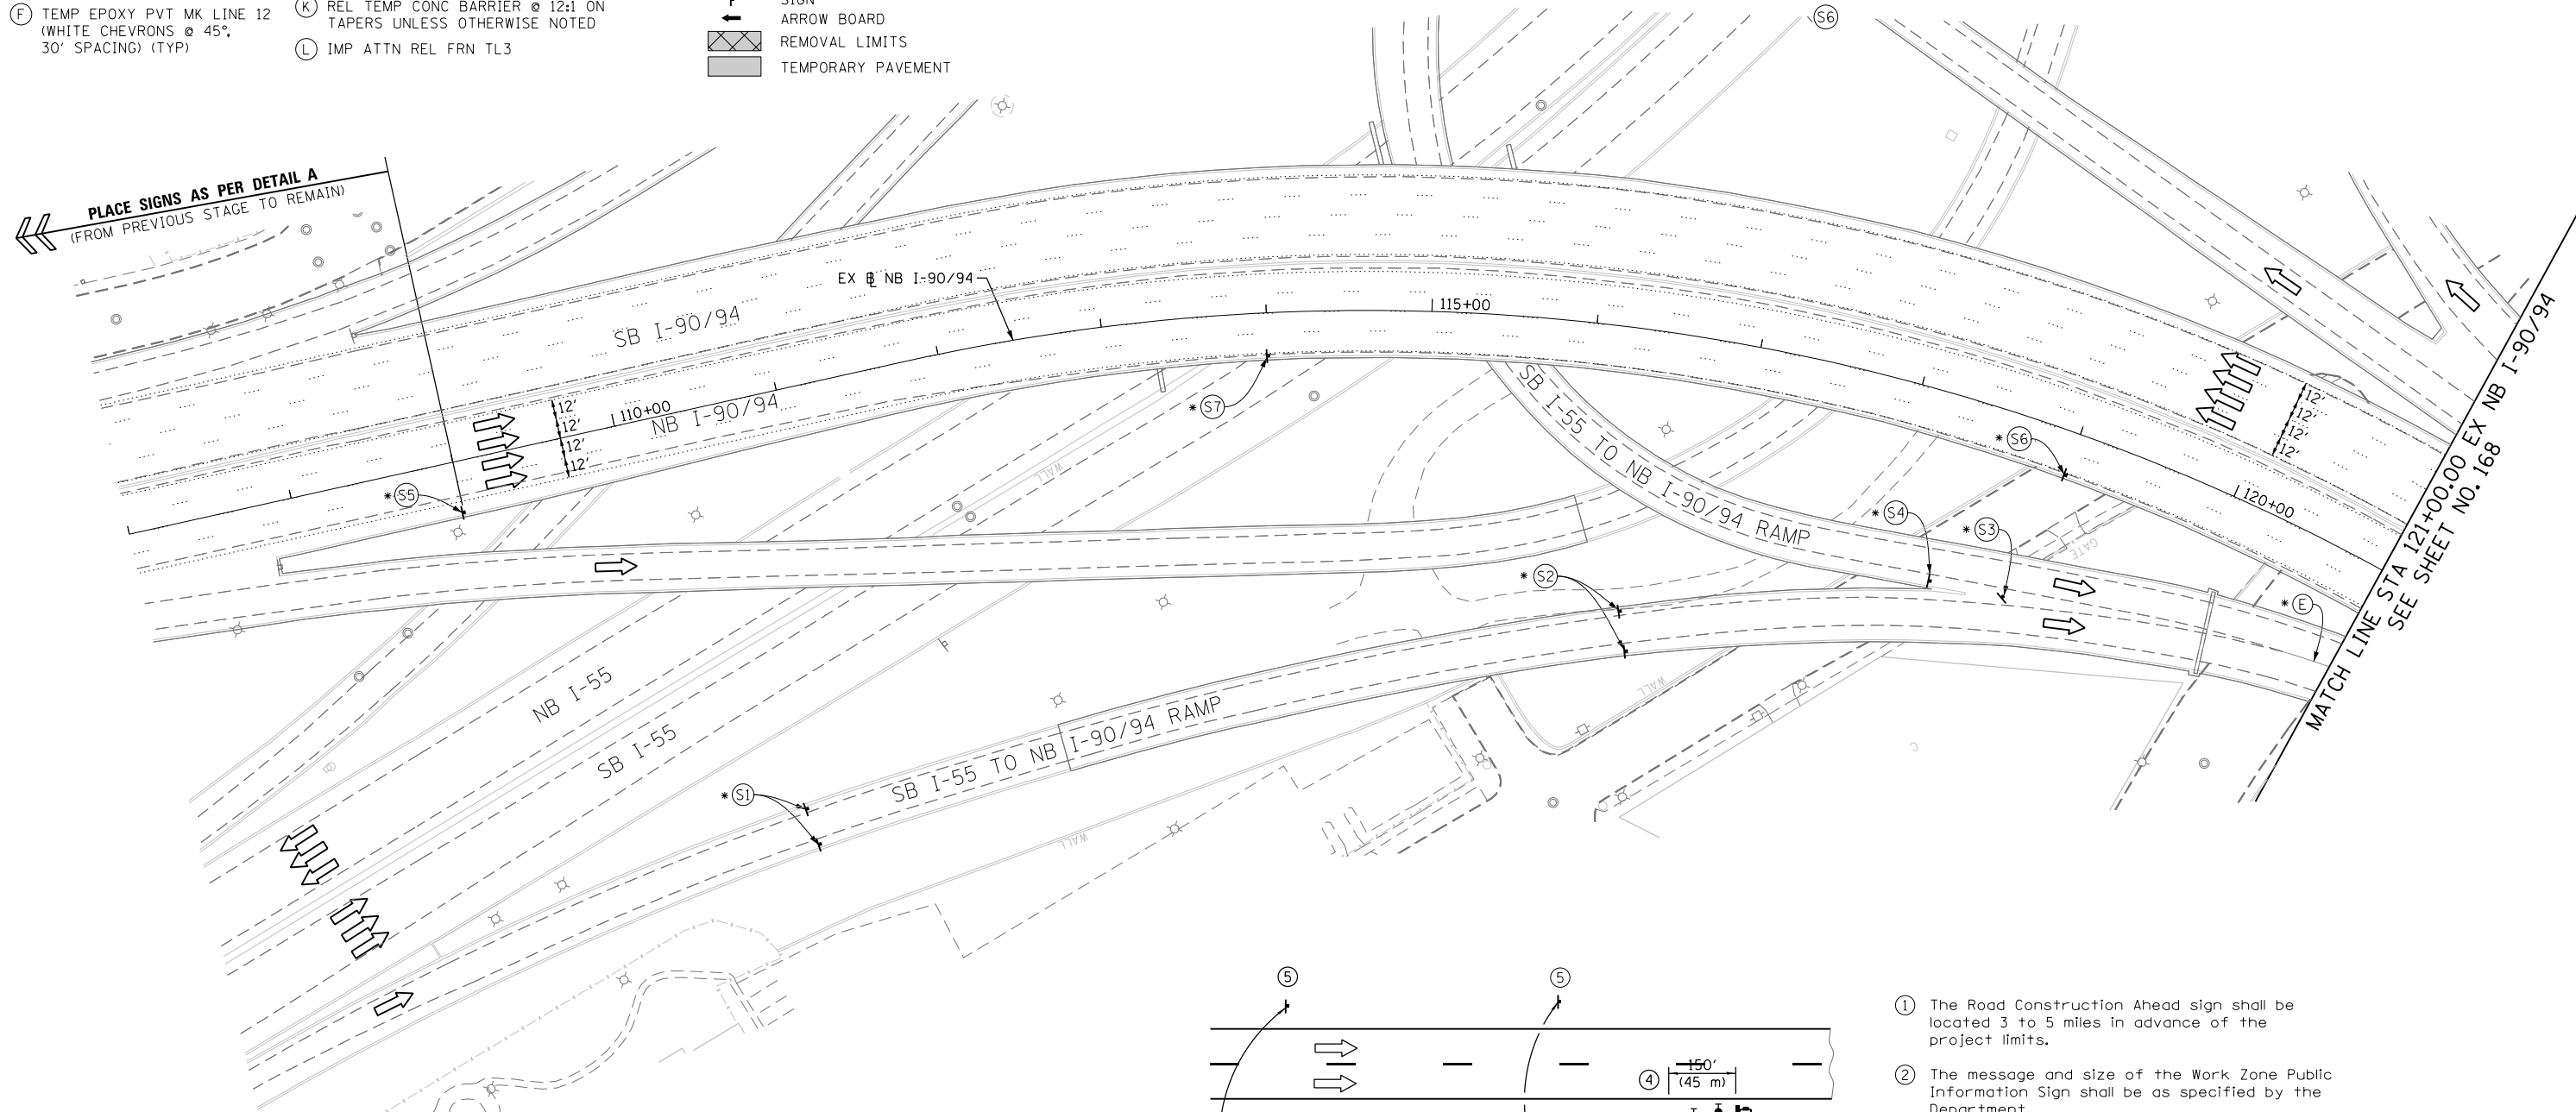 F TEMP EPOXY PVT MK LINE 12
(WHITE CHEVRONS @ 45°,
30' SPACING) (TYP)
K REL TEMP CONC BARRIER @ 12:1 ON
TAPERS UNLESS OTHERWISE NOTED
L IMP ATTN REL FRN TL3
SIGN
ARROW BOARD
REMOVAL LIMITS
TEMPORARY PAVEMENT
S6
PLACE SIGNS AS PER DETAIL A
(FROM PREVIOUS STAGE TO REMAIN)
EX ℄ NB I-90/94
SB I-90/94
115+00
12'
12'
12'
12'
110+00
NB I-90/94
* S7
* S5
SB I-55 TO NB I-90/94 RAMP
* S6
12'
12'
12'
12'
120+00
* S4
* S3
GATE
* S2
* E
MATCH LINE STA 121+00.00 EX NB I-90/94
SEE SHEET NO. 168
WALL
NB I-55
SB I-55
WALL
SB I-55 TO NB I-90/94 RAMP
* S1
WALL
5
5
150'
(45 m)
4
1 The Road Construction Ahead sign shall be
located 3 to 5 miles in advance of the
project limits.
2 The message and size of the Work Zone Public
Information Sign shall be as specified by the
Department